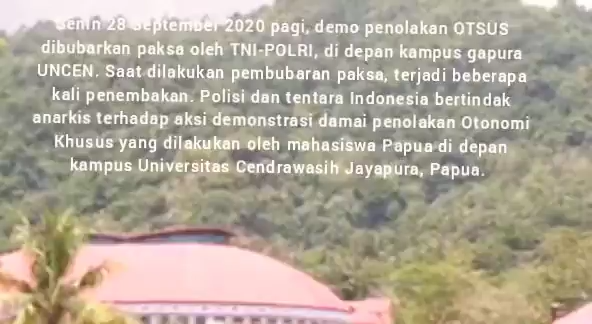 Senin 28 September 2020 pagi, demo penolakan OTSUS
dibubarkan paksa oleh TNI-POLRI, di depan kampus gapura
UNCEN. Saat dilakukan pembubaran paksa, terjadi beberapa
kali penembakan. Polisi dan tentara Indonesia bertindak
anarkis terhadap aksi demonstrasi damai penolakan Otonomi
Khusus yang dilakukan oleh mahasiswa Papua di depan
kampus Universitas Cendrawasih Jayapura, Papua.